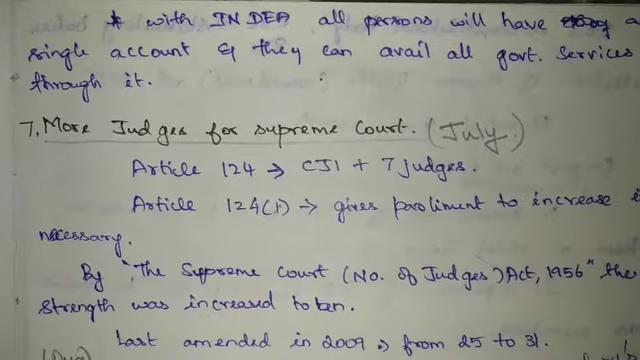 * with INDEA all persons will have a
single account & they can avail all govt. services
through it.
7. More Judges for supreme court. (July)
Article 124 → CJI + 7 judges.
Article 124(1) → gives parliment to increase
necessary.
By "The Supreme Court (No. of Judges) Act, 1956" the
strength was increased to ten.
Last amended in 2009 → from 25 to 31.